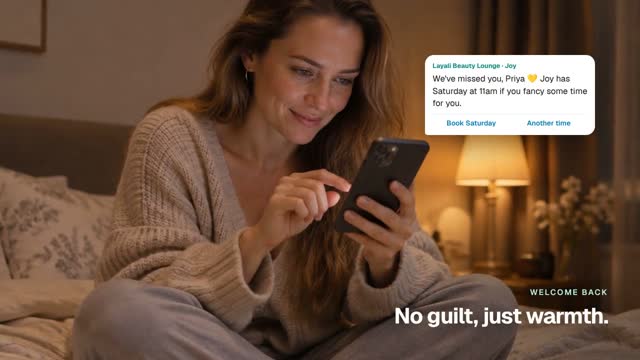 Layali Beauty Lounge · Joy
We've missed you, Priya 💛 Joy has
Saturday at 11am if you fancy some time
for you.
Book Saturday
Another time
WELCOME BACK
No guilt, just warmth.